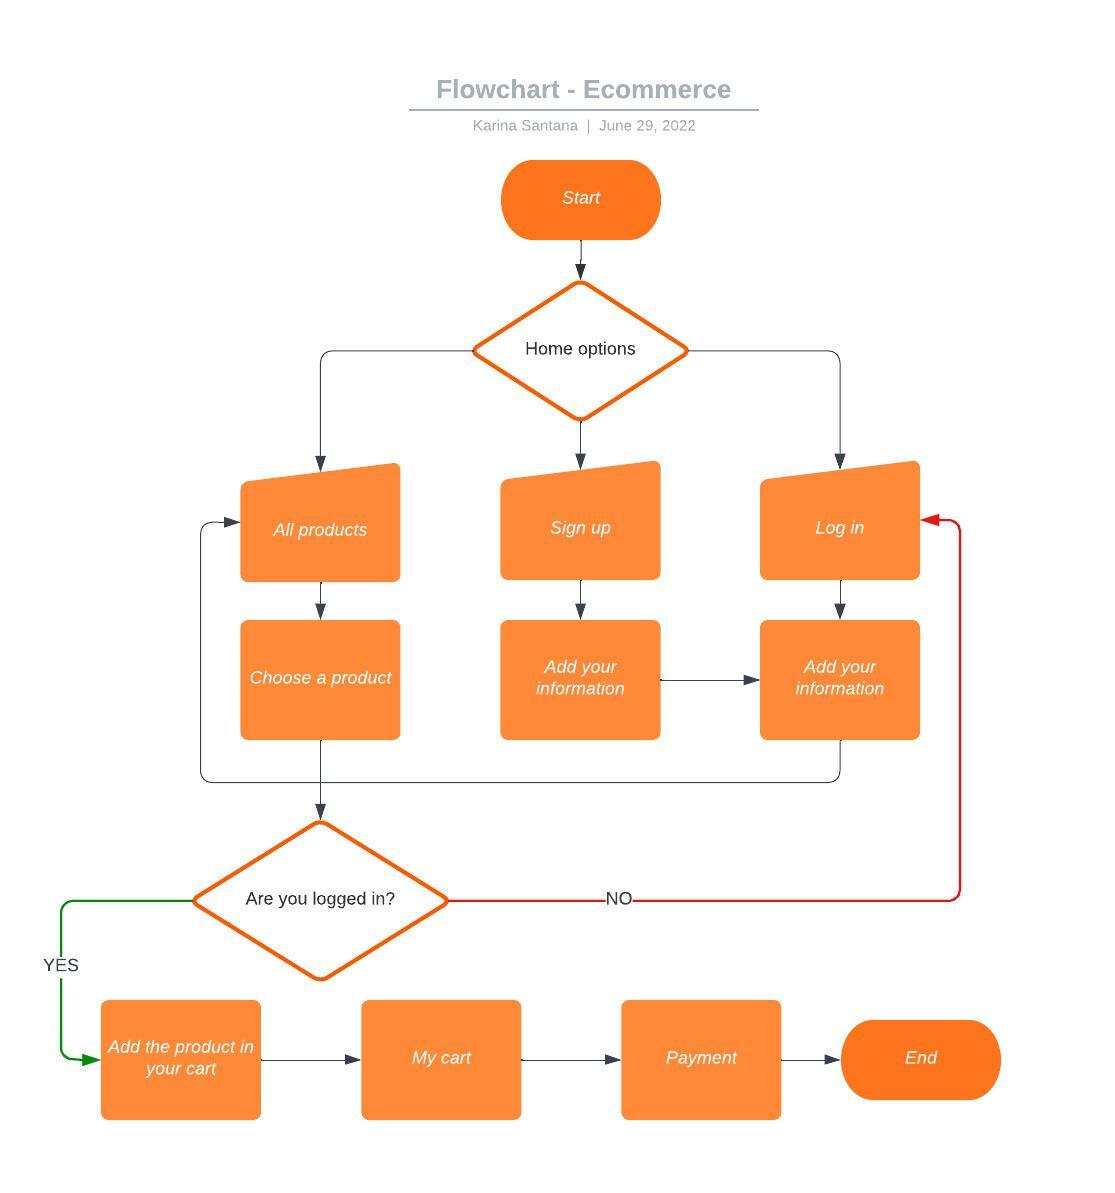 Flowchart - Ecommerce
Karina Santana | June 29, 2022
Start
Home options
All products
Sign up
Log in
Choose a product
Add your
information
Add your
information
Are you logged in?
NO
YES
Add the product in
your cart
My cart
Payment
End